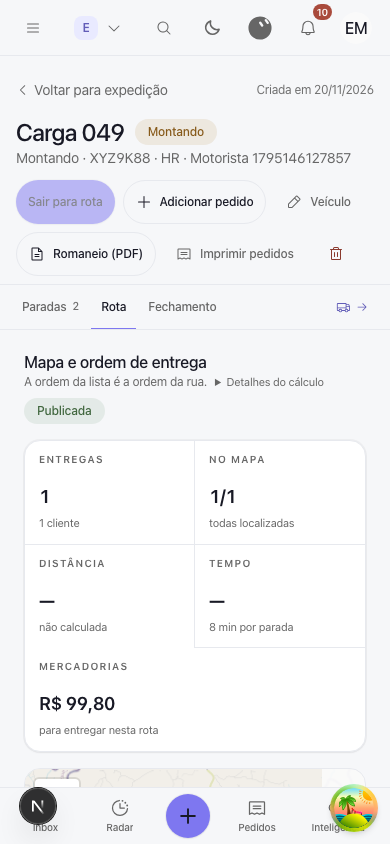 E
10
EM
Voltar para expedição
Criada em 20/11/2026
Carga 049
Montando
Montando · XYZ9K88 · HR · Motorista 1795146127857
Sair para rota
Adicionar pedido
Veículo
Romaneio (PDF)
Imprimir pedidos
Paradas 2
Rota
Fechamento
Mapa e ordem de entrega
A ordem da lista é a ordem da rua.
Detalhes do cálculo
Publicada
ENTREGAS
1
1 cliente
NO MAPA
1/1
todas localizadas
DISTÂNCIA
—
não calculada
TEMPO
—
8 min por parada
MERCADORIAS
R$ 99,80
para entregar nesta rota
N
Inbox
Radar
Pedidos